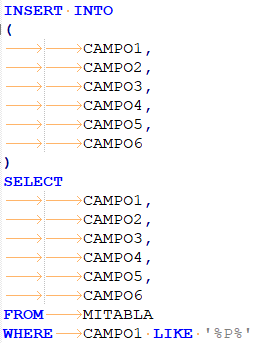 INSERT INTO
(
CAMPO1,
CAMPO2,
CAMPO3,
CAMPO4,
CAMPO5,
CAMPO6
)
SELECT
CAMPO1,
CAMPO2,
CAMPO3,
CAMPO4,
CAMPO5,
CAMPO6
FROM MITABLA
WHERE CAMPO1 LIKE '%P%'